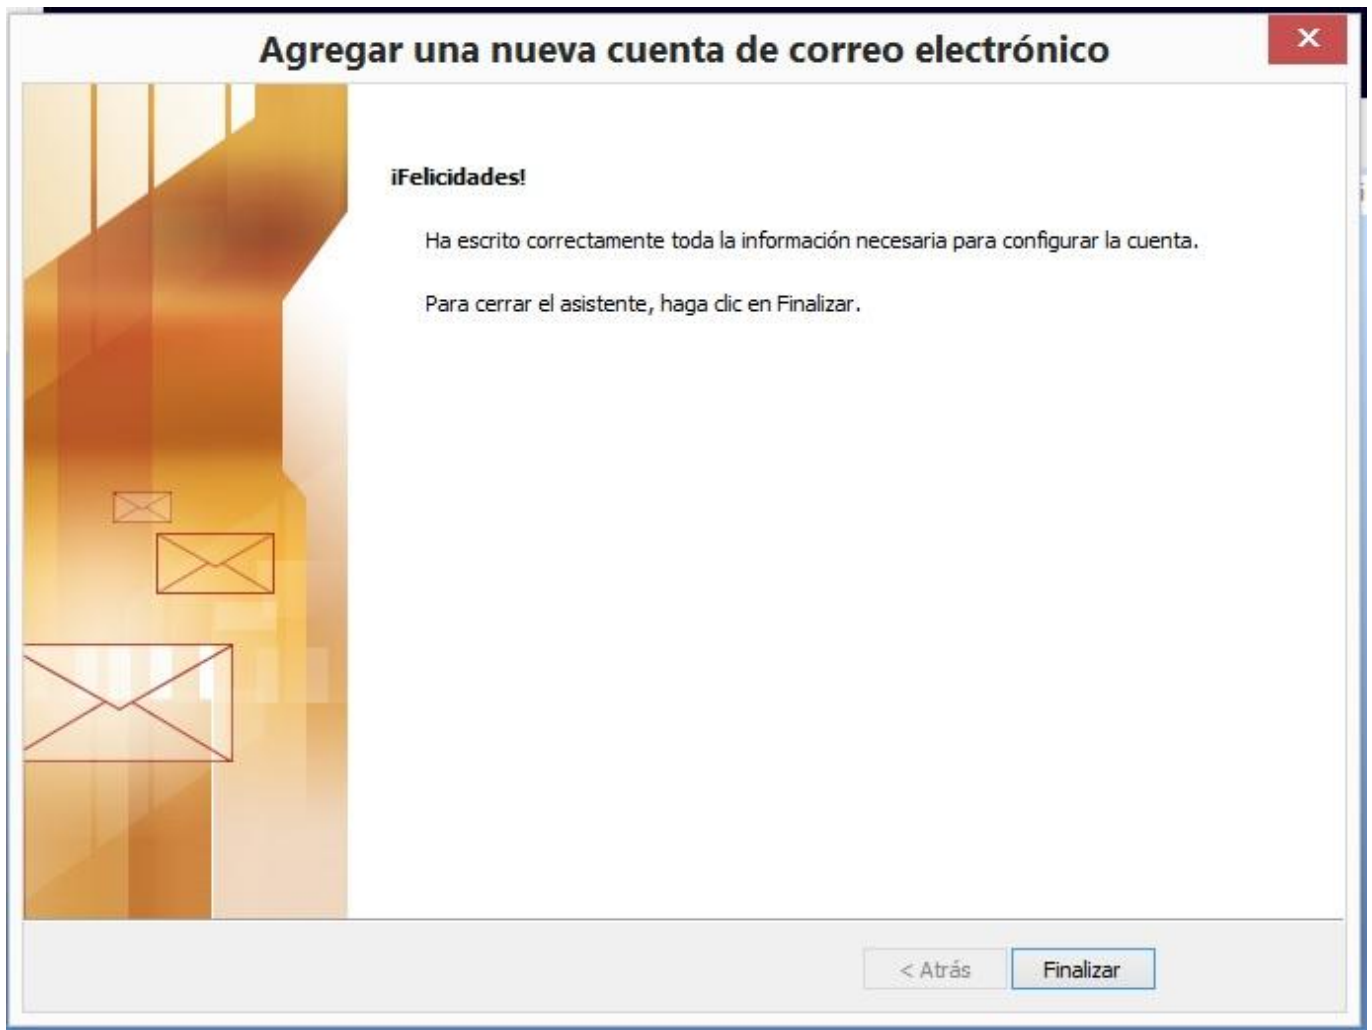 Agregar una nueva cuenta de correo electrónico
¡Felicidades!
Ha escrito correctamente toda la información necesaria para configurar la cuenta.
Para cerrar el asistente, haga clic en Finalizar.
< Atrás
Finalizar